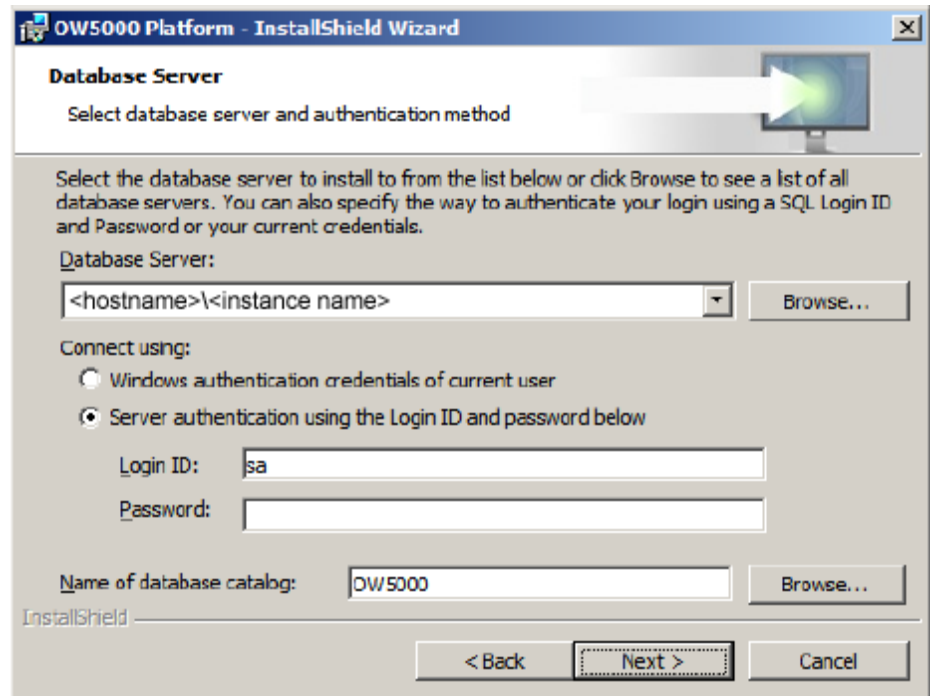 OW5000 Platform - InstallShield Wizard
Database Server
Select database server and authentication method
Select the database server to install to from the list below or click Browse to see a list of all
database servers. You can also specify the way to authenticate your login using a SQL Login ID
and Password or your current credentials.
Database Server:
<hostname>\<instance name>
Browse...
Connect using:
Windows authentication credentials of current user
Server authentication using the Login ID and password below
Login ID: sa
Password:
Name of database catalog: OW5000 Browse...
InstallShield
< Back Next > Cancel